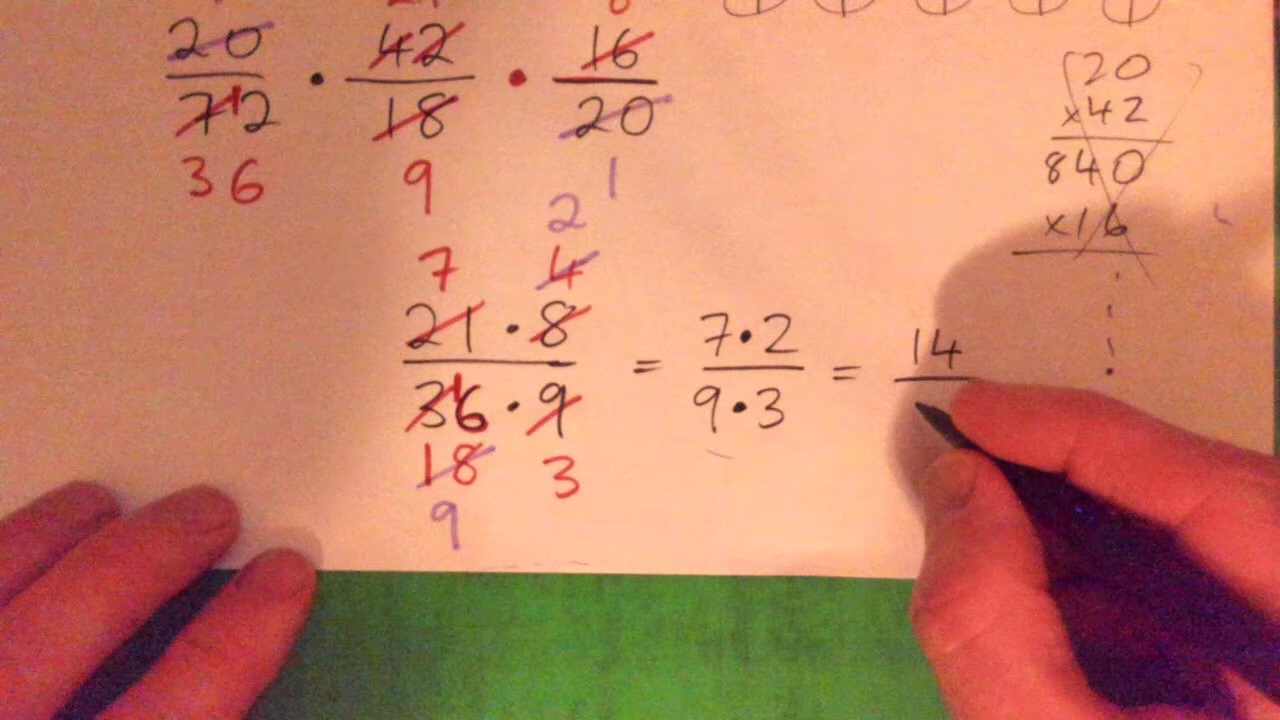 20 42 16
72 · 18 · 20
36 9 1
2
7 4
21 · 8
36 · 9
18 3
9
= 7·2 = 14
9·3
20
x42
840
x16